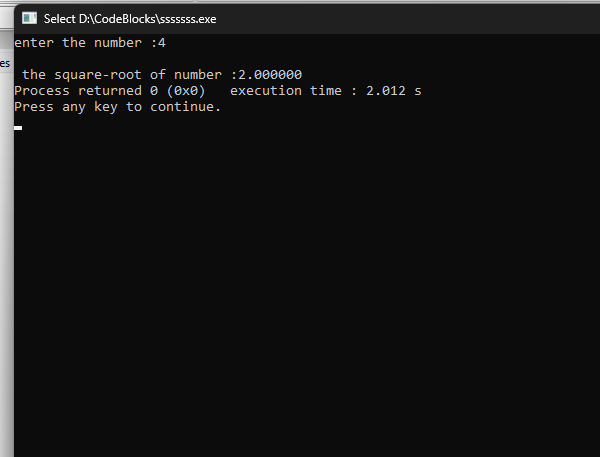 Select D:\CodeBlocks\sssssss.exe
enter the number :4
es
the square-root of number :2.000000
Process returned 0 (0x0)   execution time : 2.012 s
Press any key to continue.